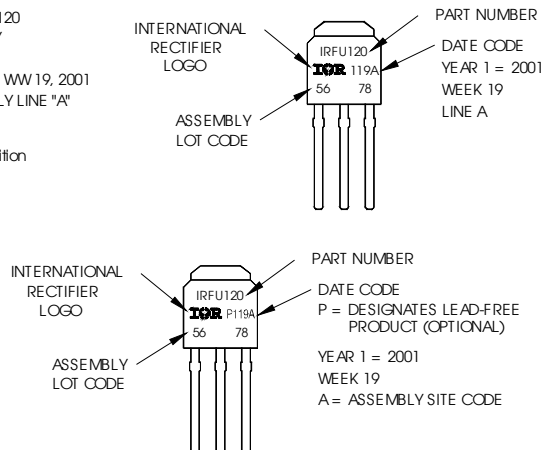 120
WW 19, 2001
LY LINE "A"
INTERNATIONAL
RECTIFIER
LOGO
PART NUMBER
IRFU120
IOR 119A
56 78
DATE CODE
YEAR 1 = 2001
WEEK 19
LINE A
ASSEMBLY
LOT CODE
INTERNATIONAL
RECTIFIER
LOGO
PART NUMBER
IRFU120
IOR P119A
56 78
DATE CODE
P = DESIGNATES LEAD-FREE
PRODUCT (OPTIONAL)
YEAR 1 = 2001
WEEK 19
A = ASSEMBLY SITE CODE
ASSEMBLY
LOT CODE